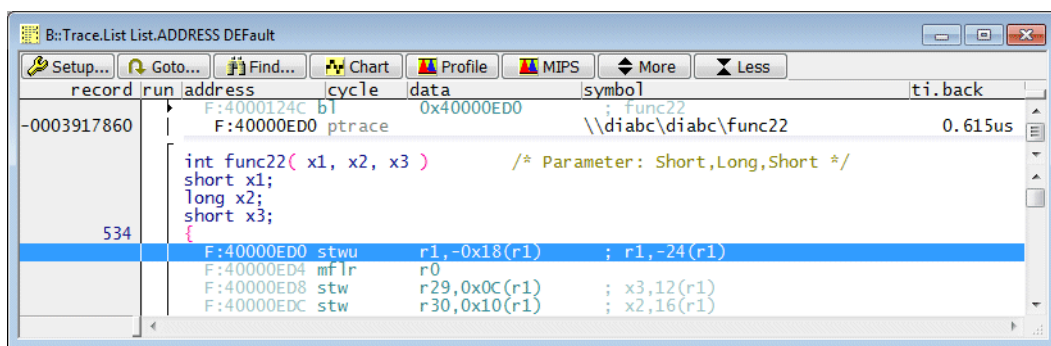 B::Trace.List List.ADDRESS DEFault
Setup... Goto... Find... Chart Profile MIPS More Less
record run address cycle data symbol ti.back
F:4000124C bl 0x40000ED0 ; func22
-0003917860 F:40000ED0 ptrace \\diabc\diabc\func22 0.615us
int func22( x1, x2, x3 ) /* Parameter: Short,Long,Short */
short x1;
long x2;
short x3;
534 {
F:40000ED0 stwu r1,-0x18(r1) ; r1,-24(r1)
F:40000ED4 mflr r0
F:40000ED8 stw r29,0x0C(r1) ; x3,12(r1)
F:40000EDC stw r30,0x10(r1) ; x2,16(r1)